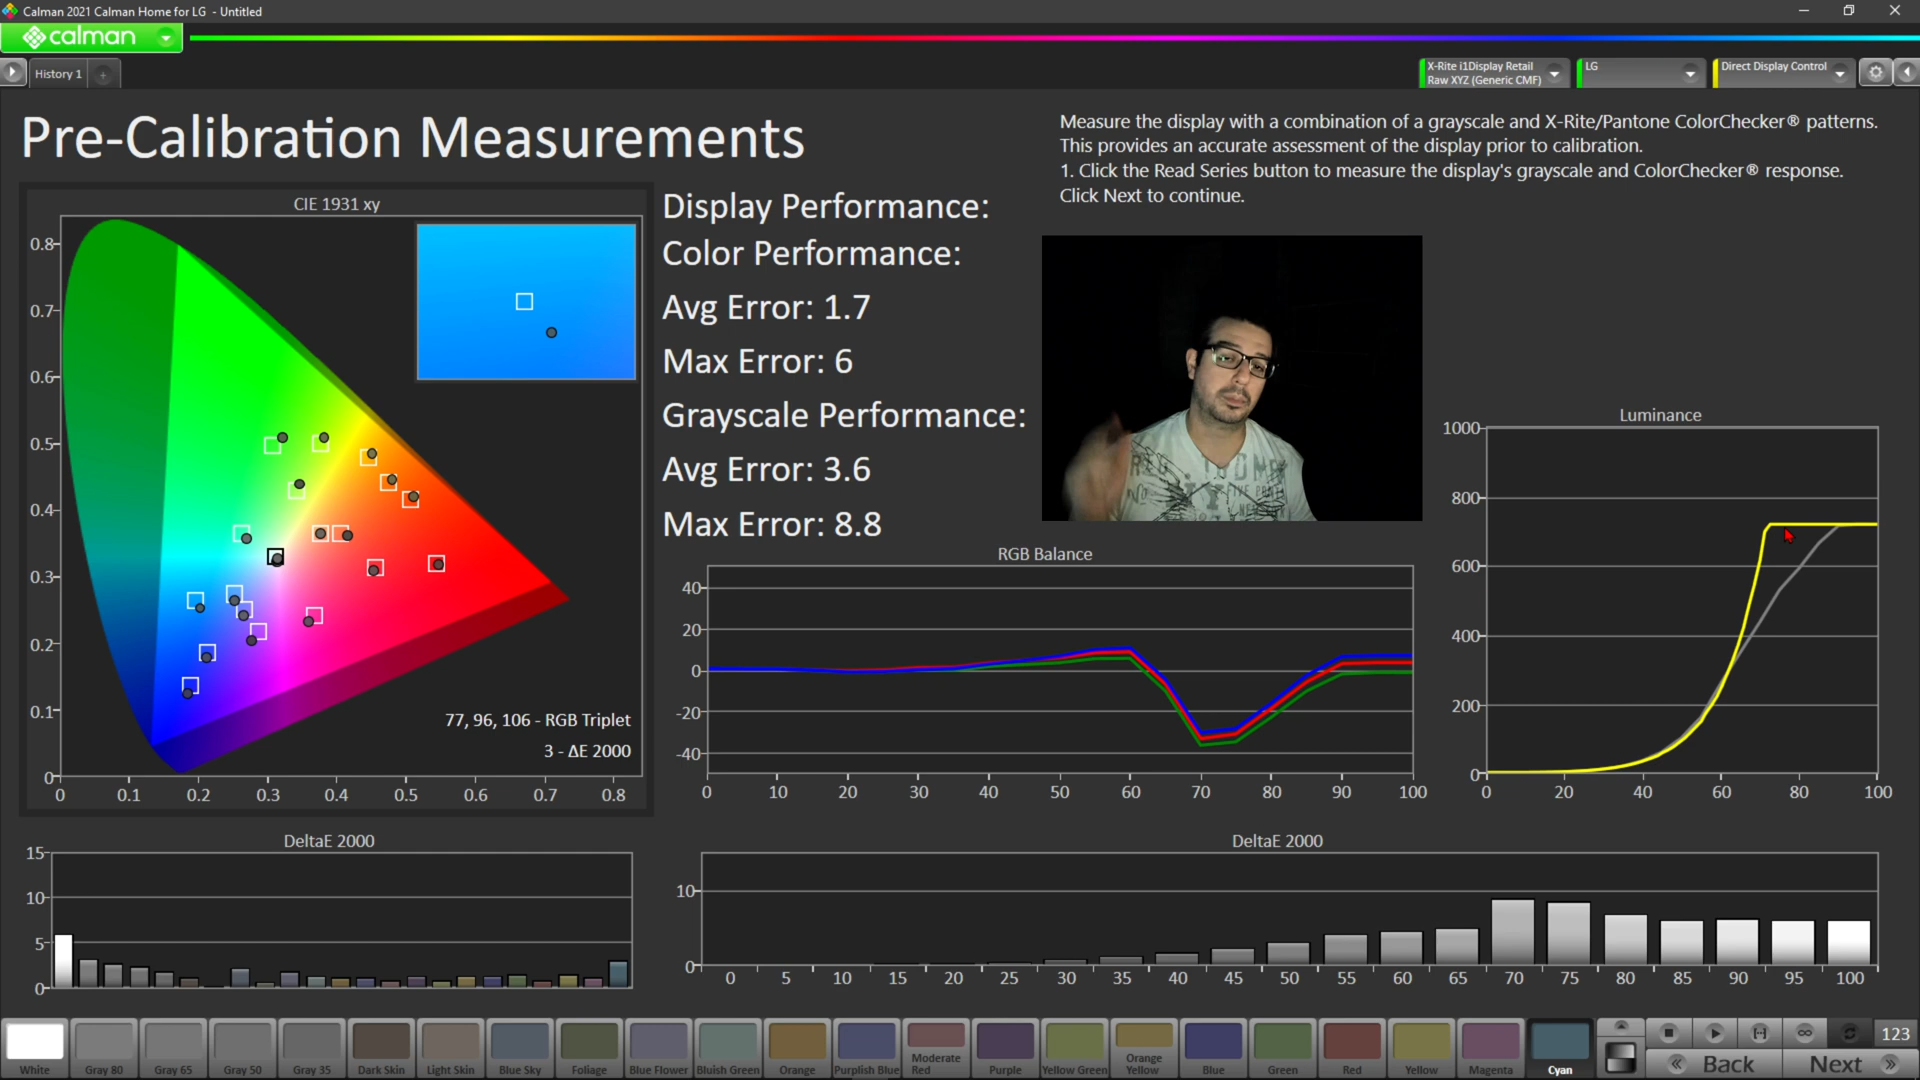 Calman 2021 Calman Home for LG - Untitled
calman
History 1
+
X-Rite i1Display Retail
Raw XYZ (Generic CMF)
LG
Direct Display Control
Pre-Calibration Measurements
Measure the display with a combination of a grayscale and X-Rite/Pantone ColorChecker® patterns.
This provides an accurate assessment of the display prior to calibration.
1. Click the Read Series button to measure the display's grayscale and ColorChecker® response.
Click Next to continue.
CIE 1931 xy
0.8
0.7
0.6
0.5
0.4
0.3
0.2
0.1
0
0 0.1 0.2 0.3 0.4 0.5 0.6 0.7 0.8
77, 96, 106 - RGB Triplet
3 - ΔE 2000
Display Performance:
Color Performance:
Avg Error: 1.7
Max Error: 6
Grayscale Performance:
Avg Error: 3.6
Max Error: 8.8
RGB Balance
40
20
0
-20
-40
0 10 20 30 40 50 60 70 80 90 100
Luminance
1000
800
600
400
200
0
0 20 40 60 80 100
DeltaE 2000
15
10
5
0
DeltaE 2000
10
0
0 5 10 15 20 25 30 35 40 45 50 55 60 65 70 75 80 85 90 95 100
White
Gray 80
Gray 65
Gray 50
Gray 35
Dark Skin
Light Skin
Blue Sky
Foliage
Blue Flower
Bluish Green
Orange
Purplish Blue
Moderate
Red
Purple
Yellow Green
Orange
Yellow
Blue
Green
Red
Yellow
Magenta
Cyan
123
Back
Next